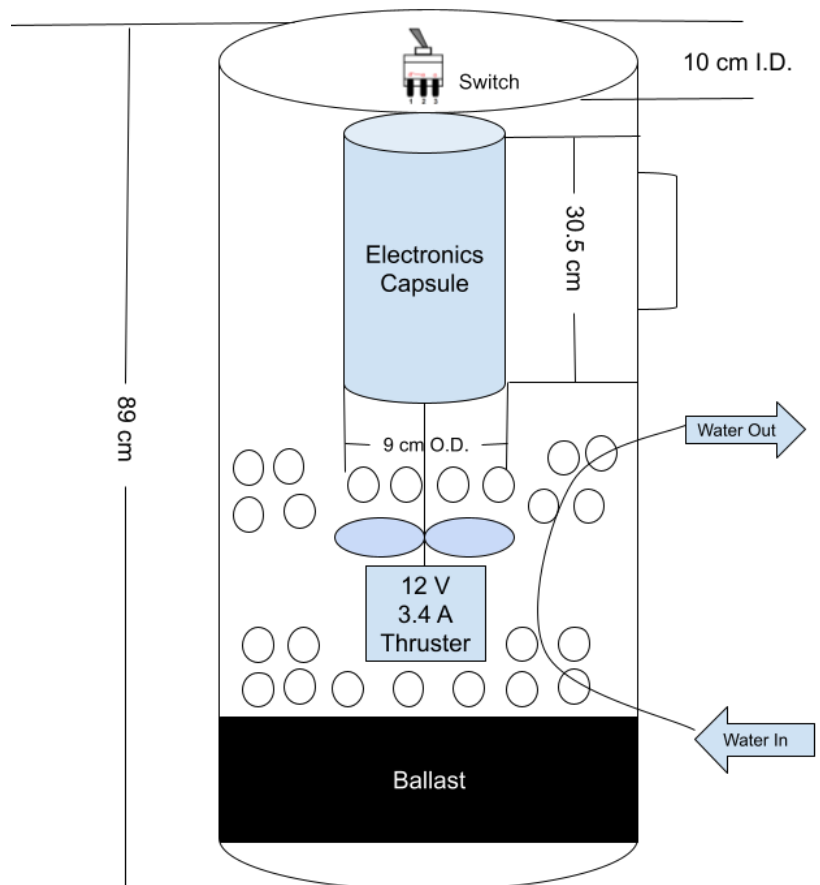 10 cm I.D.
Switch
1 2 3
Electronics
Capsule
30.5 cm
89 cm
9 cm O.D.
Water Out
12 V
3.4 A
Thruster
Water In
Ballast